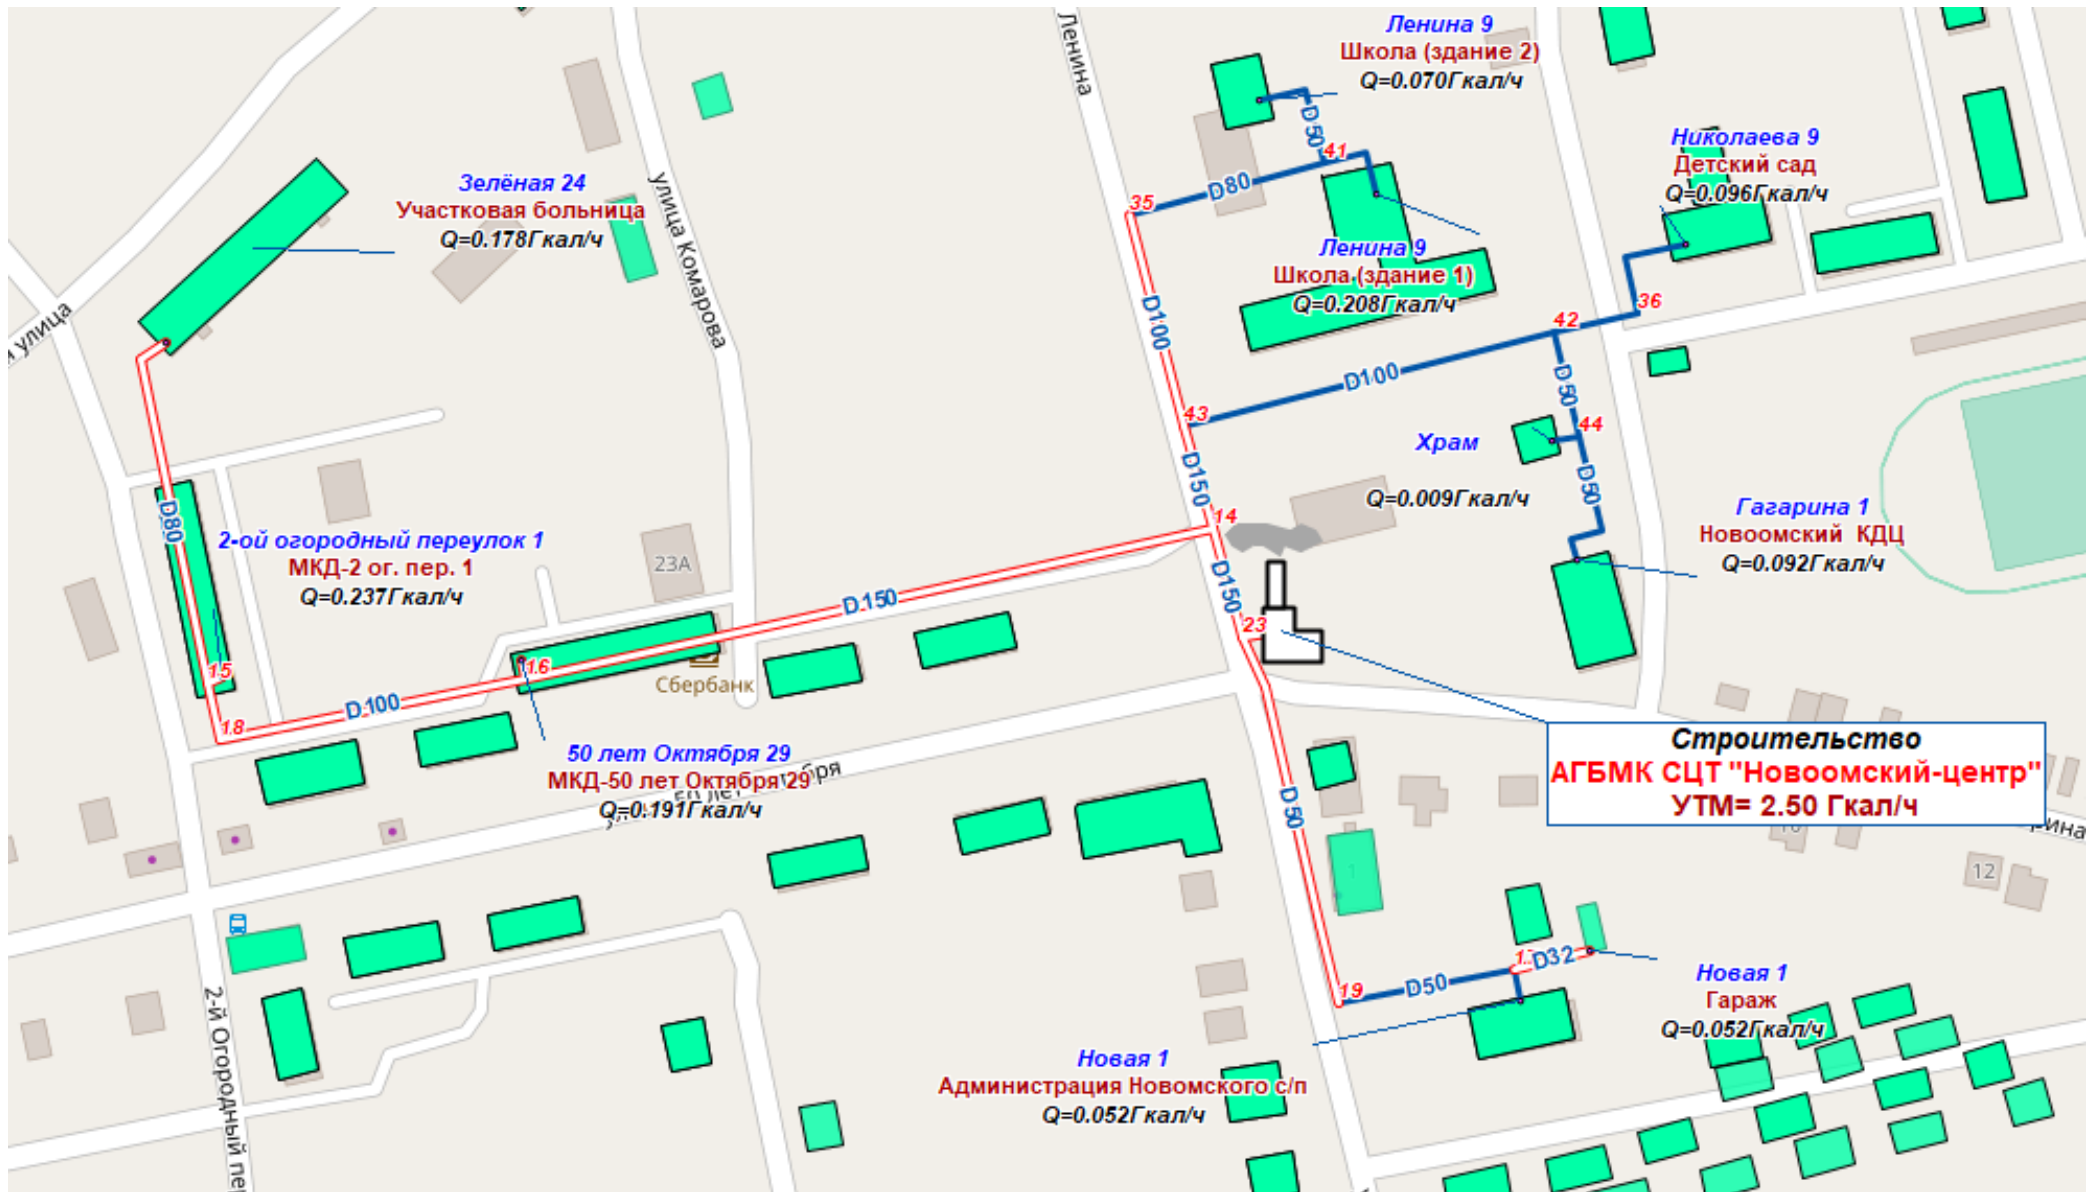 Ленина
Ленина 9
Школа (здание 2)
Q=0.070Гкал/ч
D50
41
Николаева 9
Детский сад
Q=0.096Гкал/ч
Зелёная 24
Участковая больница
Q=0.178Гкал/ч
улица Комарова
35
D80
Ленина 9
Школа (здание 1)
Q=0.208Гкал/ч
36
42
улица
D100
D100
D50
43
44
Храм
Q=0.009Гкал/ч
D150
D50
Гагарина 1
Новоомский КДЦ
Q=0.092Гкал/ч
D80
14
2-ой огородный переулок 1
МКД-2 ог. пер. 1
Q=0.237Гкал/ч
23А
D150
D150
23
15
16
Сбербанк
D100
18
50 лет Октября 29
МКД-50 лет Октября 29
Q=0.191Гкал/ч
Строительство
АГБМК СЦТ "Новоомский-центр"
УТМ= 2.50 Гкал/ч
D50
10
12
1
D32
19
D50
Новая 1
Гараж
Q=0.052Гкал/ч
2-й Огородный пе
Новая 1
Администрация Новомского с/п
Q=0.052Гкал/ч